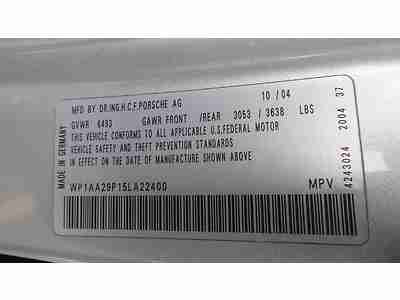 MFD BY DR.ING.H.C.F.PORSCHE AG 10 / 04
GVWR 6493 GAWR FRONT /REAR 3053 / 3638 LBS
THIS VEHICLE CONFORMS TO ALL APPLICABLE U.S.FEDERAL MOTOR
VEHICLE SAFETY AND THEFT PREVENTION STANDARDS
IN EFFECT ON THE DATE OF MANUFACTURE SHOWN ABOVE
WP1AA29P15LA22400 MPV
MADE IN GERMANY
4243024 2004 37